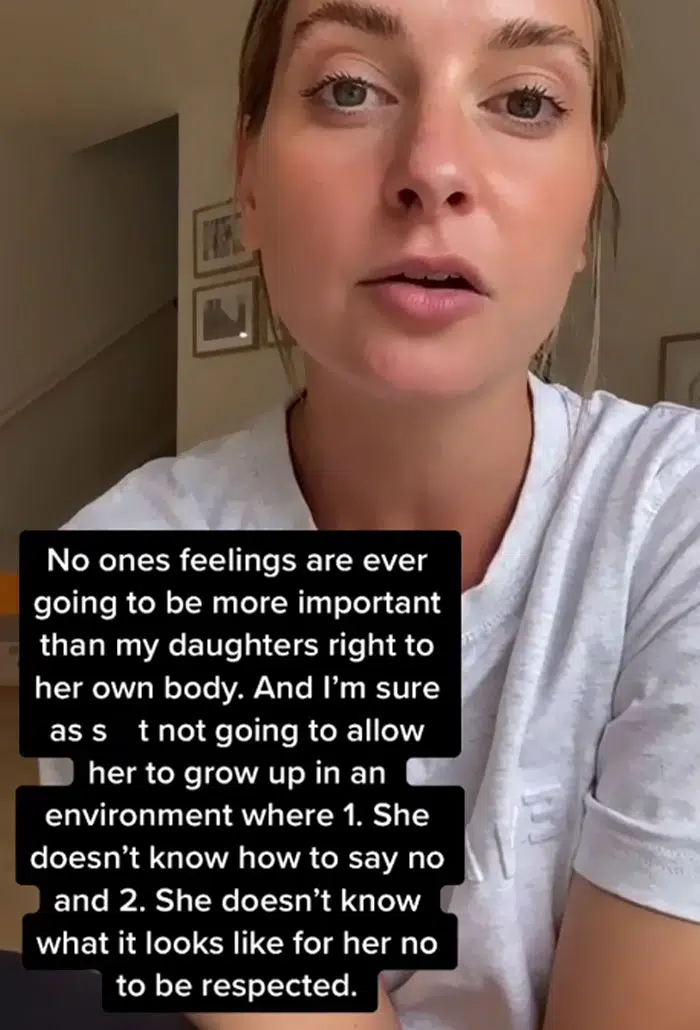 No ones feelings are ever
going to be more important
than my daughters right to
her own body. And I'm sure
as s t not going to allow
her to grow up in an
environment where 1. She
doesn't know how to say no
and 2. She doesn't know
what it looks like for her no
to be respected.